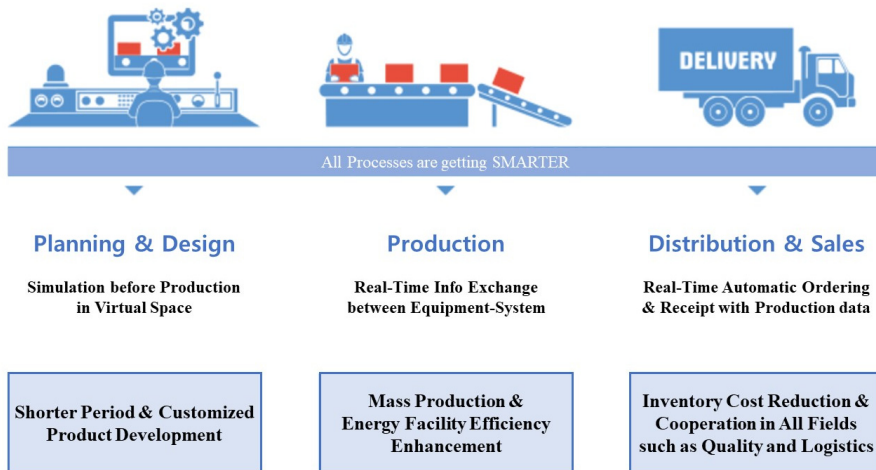 DELIVERY
All Processes are getting SMARTER
Planning & Design
Simulation before Production
in Virtual Space
Shorter Period & Customized
Product Development
Production
Real-Time Info Exchange
between Equipment-System
Mass Production &
Energy Facility Efficiency
Enhancement
Distribution & Sales
Real-Time Automatic Ordering
& Receipt with Production data
Inventory Cost Reduction &
Cooperation in All Fields
such as Quality and Logistics